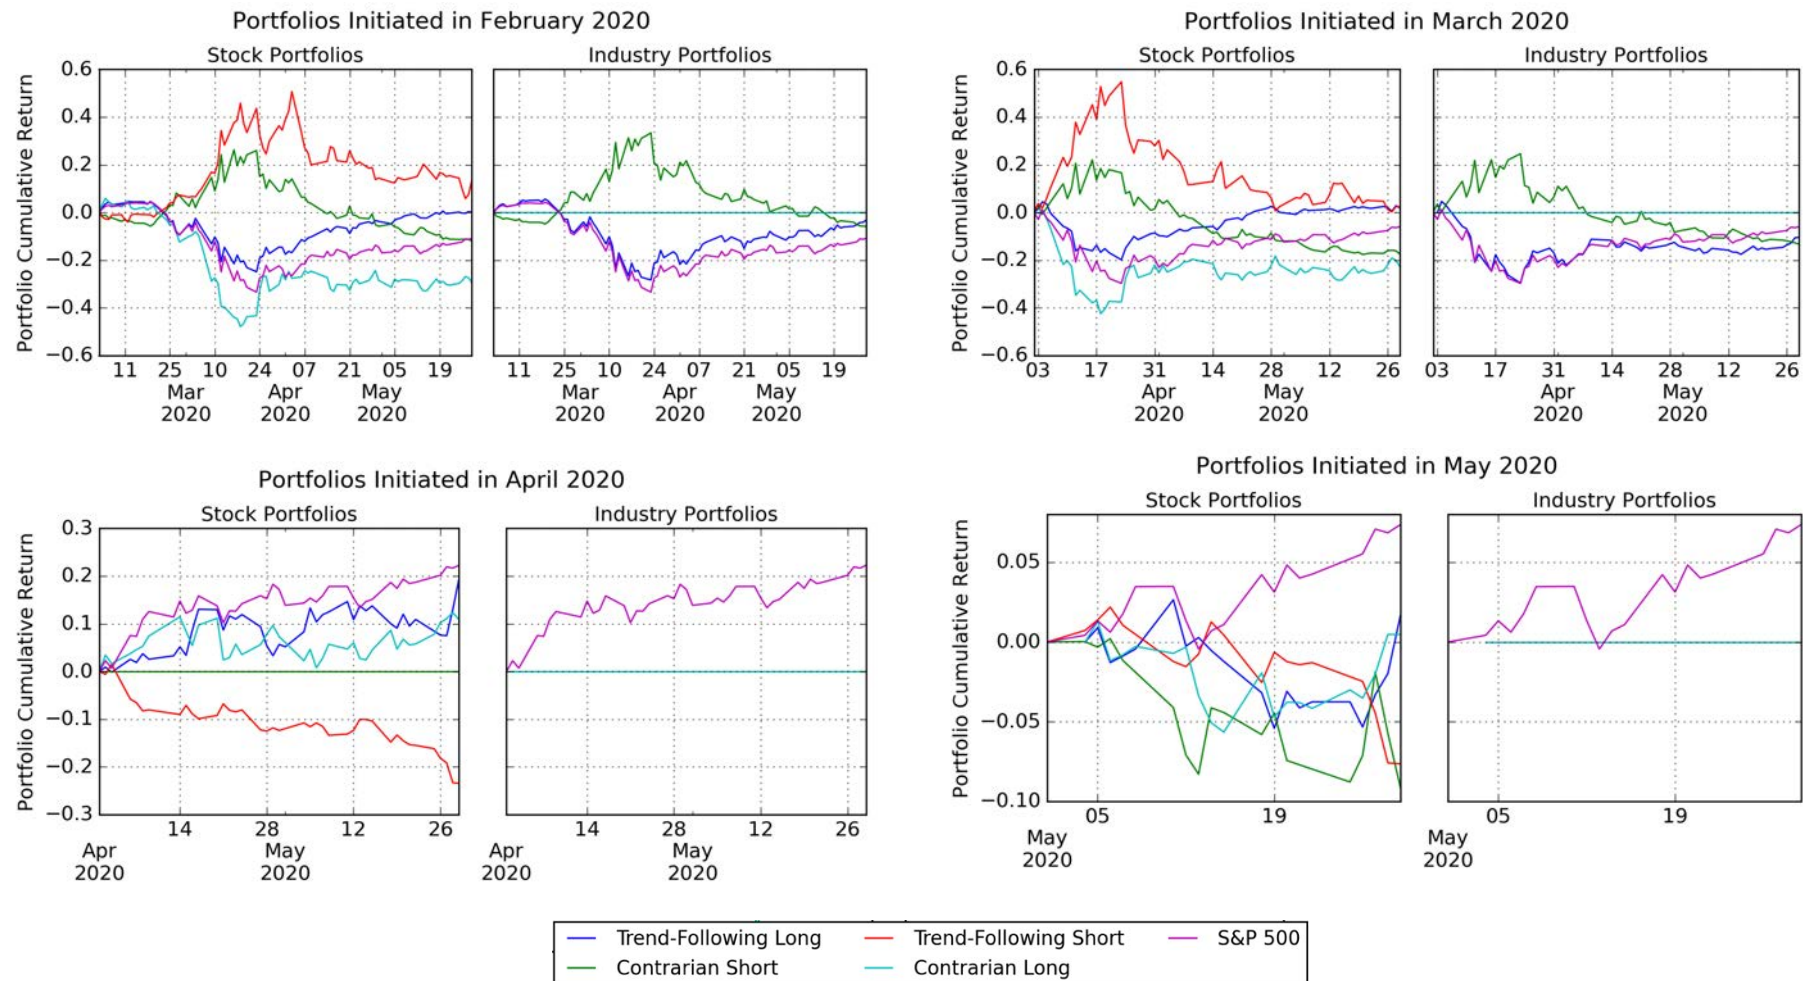 Portfolios Initiated in February 2020
Stock Portfolios
Industry Portfolios
Portfolio Cumulative Return
0.6
0.4
0.2
0.0
−0.2
−0.4
−0.6
11 25 10 24 07 21 05 19
Mar 2020 Apr 2020 May 2020
11 25 10 24 07 21 05 19
Mar 2020 Apr 2020 May 2020
Portfolios Initiated in March 2020
Stock Portfolios
Industry Portfolios
Portfolio Cumulative Return
0.6
0.4
0.2
0.0
−0.2
−0.4
−0.6
03 17 31 14 28 12 26
Apr 2020 May 2020
03 17 31 14 28 12 26
Apr 2020 May 2020
Portfolios Initiated in April 2020
Stock Portfolios
Industry Portfolios
Portfolio Cumulative Return
0.3
0.2
0.1
0.0
−0.1
−0.2
−0.3
14 28 12 26
Apr 2020 May 2020
14 28 12 26
Apr 2020 May 2020
Portfolios Initiated in May 2020
Stock Portfolios
Industry Portfolios
Portfolio Cumulative Return
0.05
0.00
−0.05
−0.10
05 19
May 2020
05 19
May 2020
Trend-Following Long Trend-Following Short S&P 500
Contrarian Short Contrarian Long